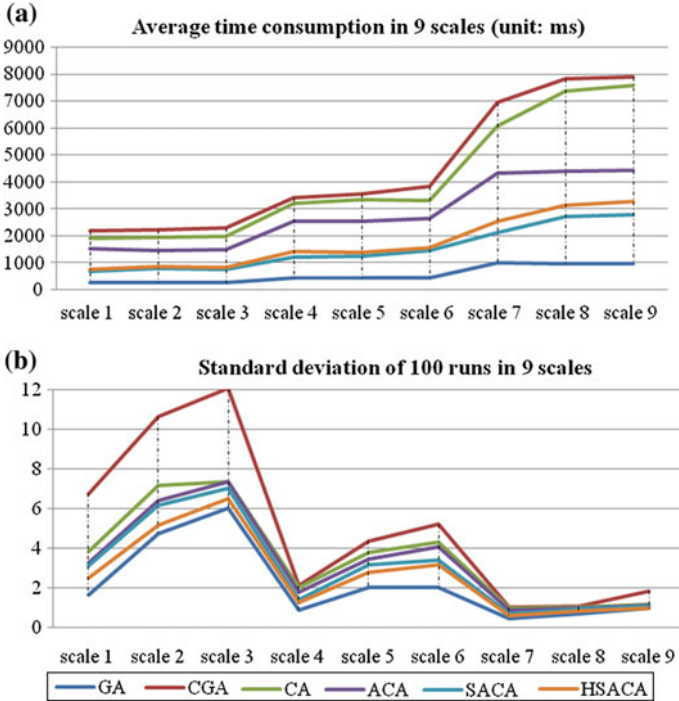 (a)
Average time consumption in 9 scales (unit: ms)
9000
8000
7000
6000
5000
4000
3000
2000
1000
0
scale 1 scale 2 scale 3 scale 4 scale 5 scale 6 scale 7 scale 8 scale 9
(b)
Standard deviation of 100 runs in 9 scales
12
10
8
6
4
2
0
scale 1 scale 2 scale 3 scale 4 scale 5 scale 6 scale 7 scale 8 scale 9
GA CGA CA ACA SACA HSACA